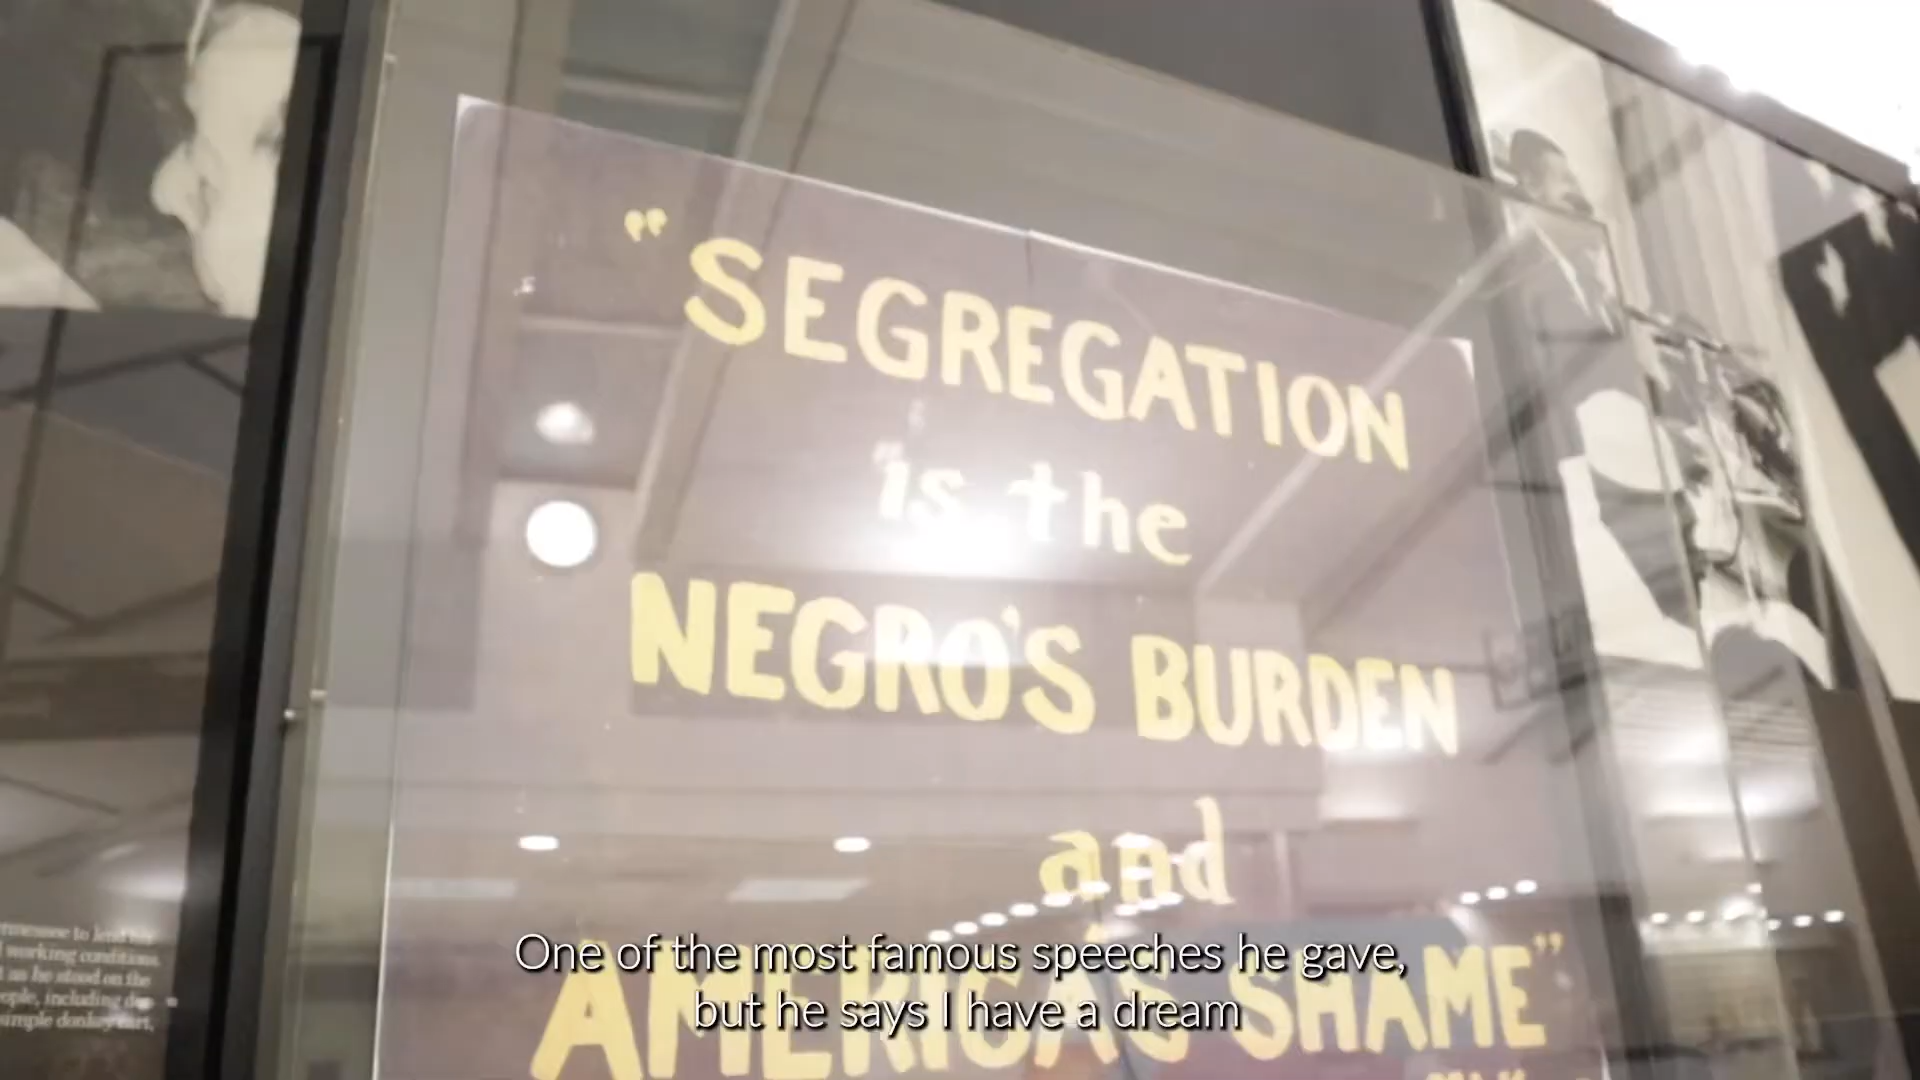 "SEGREGATION
is the
NEGRO'S BURDEN
and
AMERICA'S SHAME"
One of the most famous speeches he gave,
but he says I have a dream
working conditions.
as he stood on the
including
simple donkey cart,